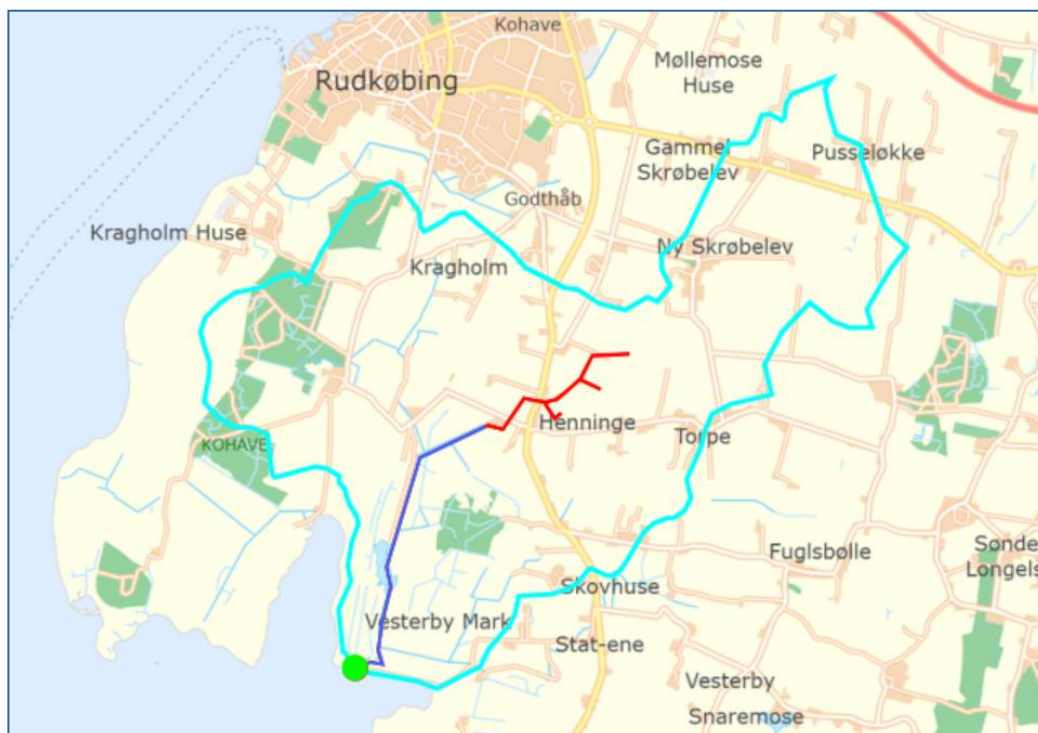 Kohave
Rudkøbing
Møllemose
Huse
Gammel
Skrøbelev
Pusseløkke
Godthåb
Kragholm Huse
Ny Skrøbelev
Kragholm
Henninge
Torpe
KOHAVE
Fuglsbølle
Sønde
Longels
Skovhuse
Vesterby Mark
Stat-ene
Vesterby
Snaremose